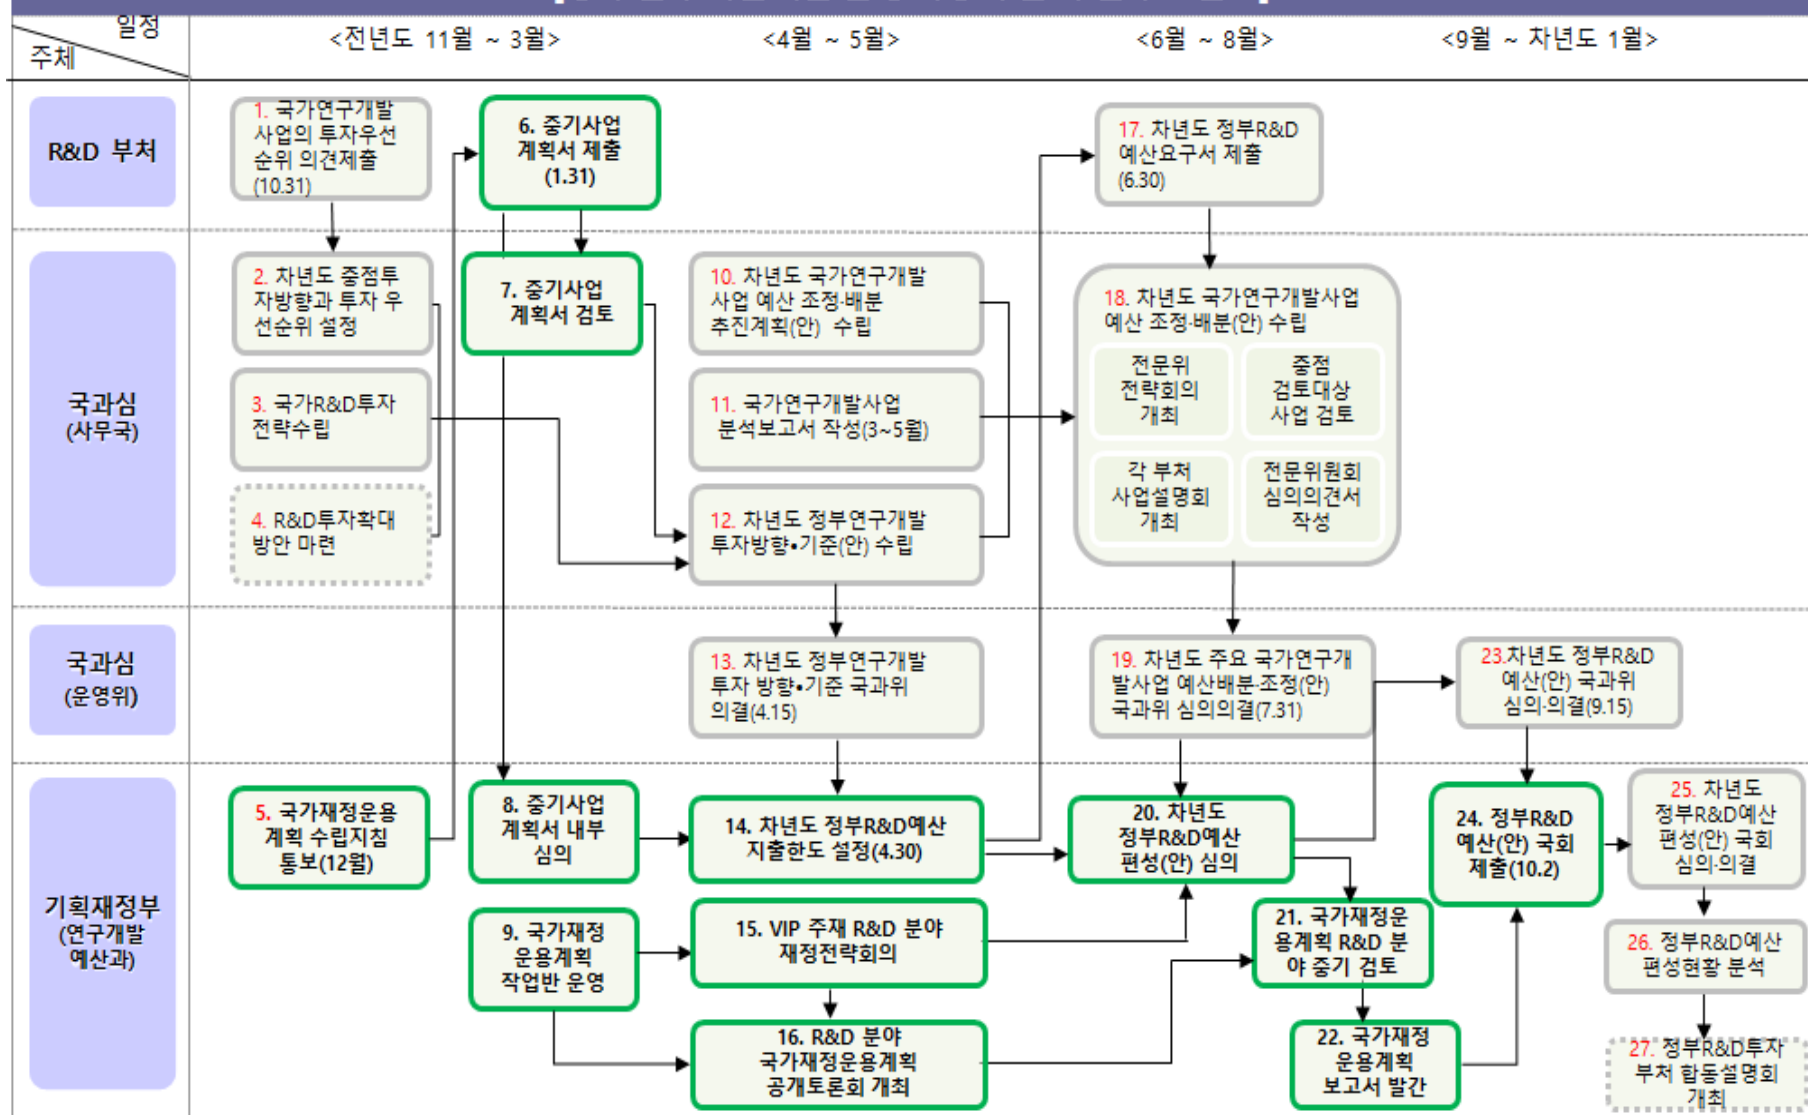 일정
주체
<전년도 11월 ~ 3월>
<4월 ~ 5월>
<6월 ~ 8월>
<9월 ~ 차년도 1월>
R&D 부처
1. 국가연구개발
사업의 투자우선
순위 의견제출
(10.31)
6. 중기사업
계획서 제출
(1.31)
17. 차년도 정부R&D
예산요구서 제출
(6.30)
국과심
(사무국)
2. 차년도 중점투
자방향과 투자 우
선순위 설정
3. 국가R&D투자
전략수립
4. R&D투자확대
방안 마련
7. 중기사업
계획서 검토
10. 차년도 국가연구개발
사업 예산 조정·배분
추진계획(안) 수립
11. 국가연구개발사업
분석보고서 작성(3~5월)
12. 차년도 정부연구개발
투자방향•기준(안) 수립
18. 차년도 국가연구개발사업
예산 조정·배분(안) 수립
전문위
전략회의
개최
중점
검토대상
사업 검토
각 부처
사업설명회
개최
전문위원회
심의의견서
작성
국과심
(운영위)
13. 차년도 정부연구개발
투자 방향•기준 국과위
의결(4.15)
19. 차년도 주요 국가연구개
발사업 예산배분·조정(안)
국과위 심의의결(7.31)
23.차년도 정부R&D
예산(안) 국과위
심의·의결(9.15)
기획재정부
(연구개발
예산과)
5. 국가재정운용
계획 수립지침
통보(12월)
8. 중기사업
계획서 내부
심의
9. 국가재정
운용계획
작업반 운영
14. 차년도 정부R&D예산
지출한도 설정(4.30)
15. VIP 주재 R&D 분야
재정전략회의
16. R&D 분야
국가재정운용계획
공개토론회 개최
20. 차년도
정부R&D예산
편성(안) 심의
21. 국가재정운
용계획 R&D 분
야 중기 검토
22. 국가재정
운용계획
보고서 발간
24. 정부R&D
예산(안) 국회
제출(10.2)
25. 차년도
정부R&D예산
편성(안) 국회
심의·의결
26. 정부R&D예산
편성현황 분석
27. 정부R&D투자
부처 합동설명회
개최